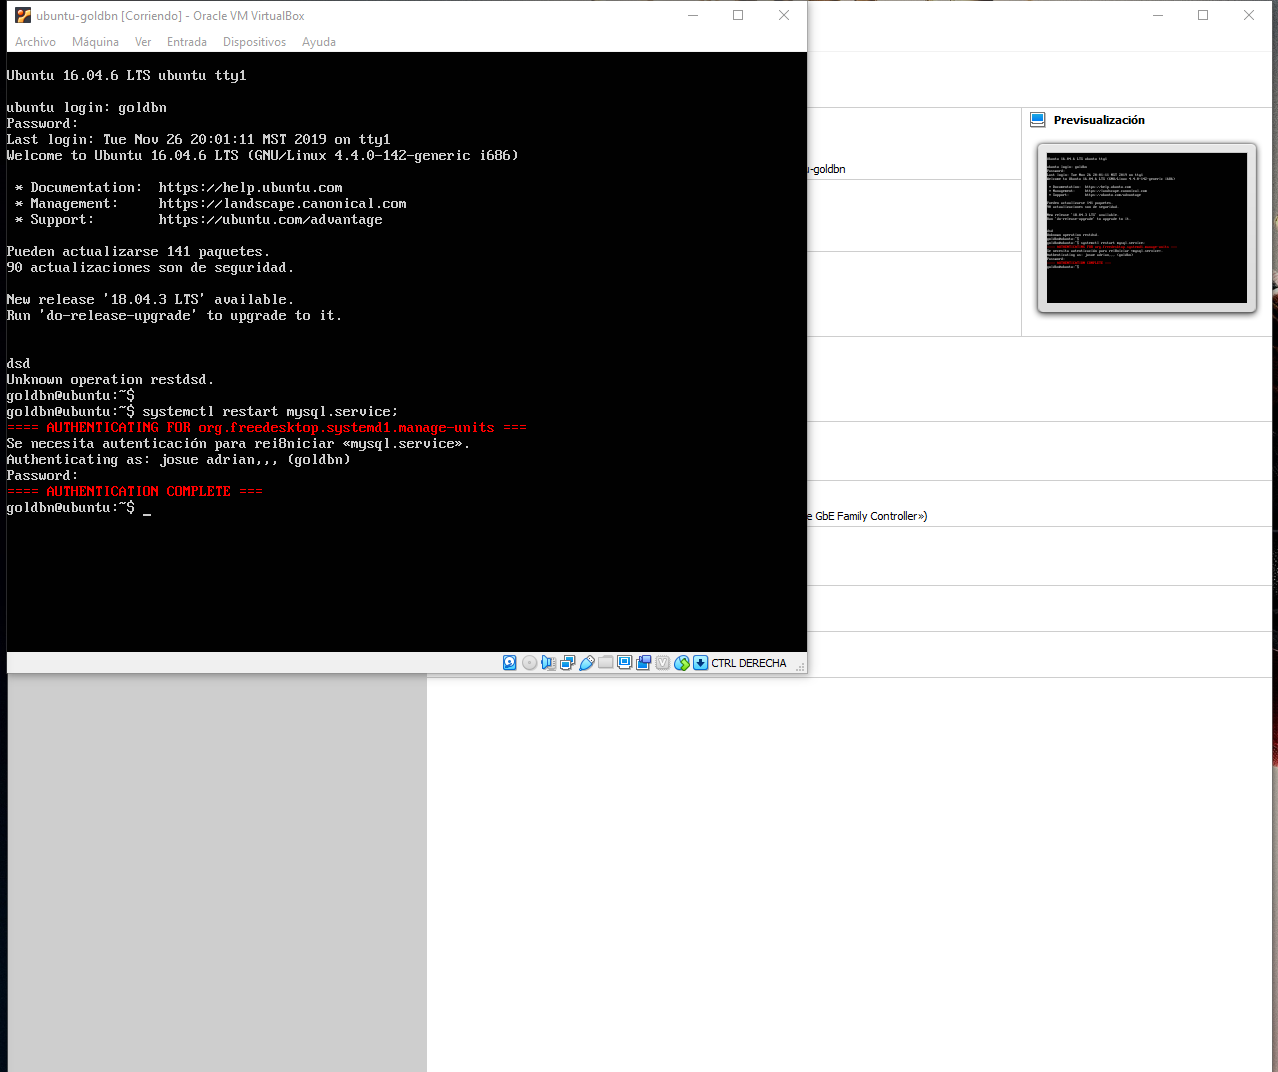 ubuntu-goldbn [Corriendo] - Oracle VM VirtualBox
Archivo Máquina Ver Entrada Dispositivos Ayuda
Ubuntu 16.04.6 LTS ubuntu tty1
ubuntu login: goldbn
Password:
Last login: Tue Nov 26 20:01:11 MST 2019 on tty1
Welcome to Ubuntu 16.04.6 LTS (GNU/Linux 4.4.0-142-generic i686)
* Documentation: https://help.ubuntu.com
* Management: https://landscape.canonical.com
* Support: https://ubuntu.com/advantage
Pueden actualizarse 141 paquetes.
90 actualizaciones son de seguridad.
New release '18.04.3 LTS' available.
Run 'do-release-upgrade' to upgrade to it.
dsd
Unknown operation restdsd.
goldbn@ubuntu:~$
goldbn@ubuntu:~$ systemctl restart mysql.service;
==== AUTHENTICATING FOR org.freedesktop.systemd1.manage-units ===
Se necesita autenticación para rei8niciar «mysql.service».
Authenticating as: josue adrian,,, (goldbn)
Password:
==== AUTHENTICATION COMPLETE ===
goldbn@ubuntu:~$ _
CTRL DERECHA
Previsualización
-goldbn
GbE Family Controller»)